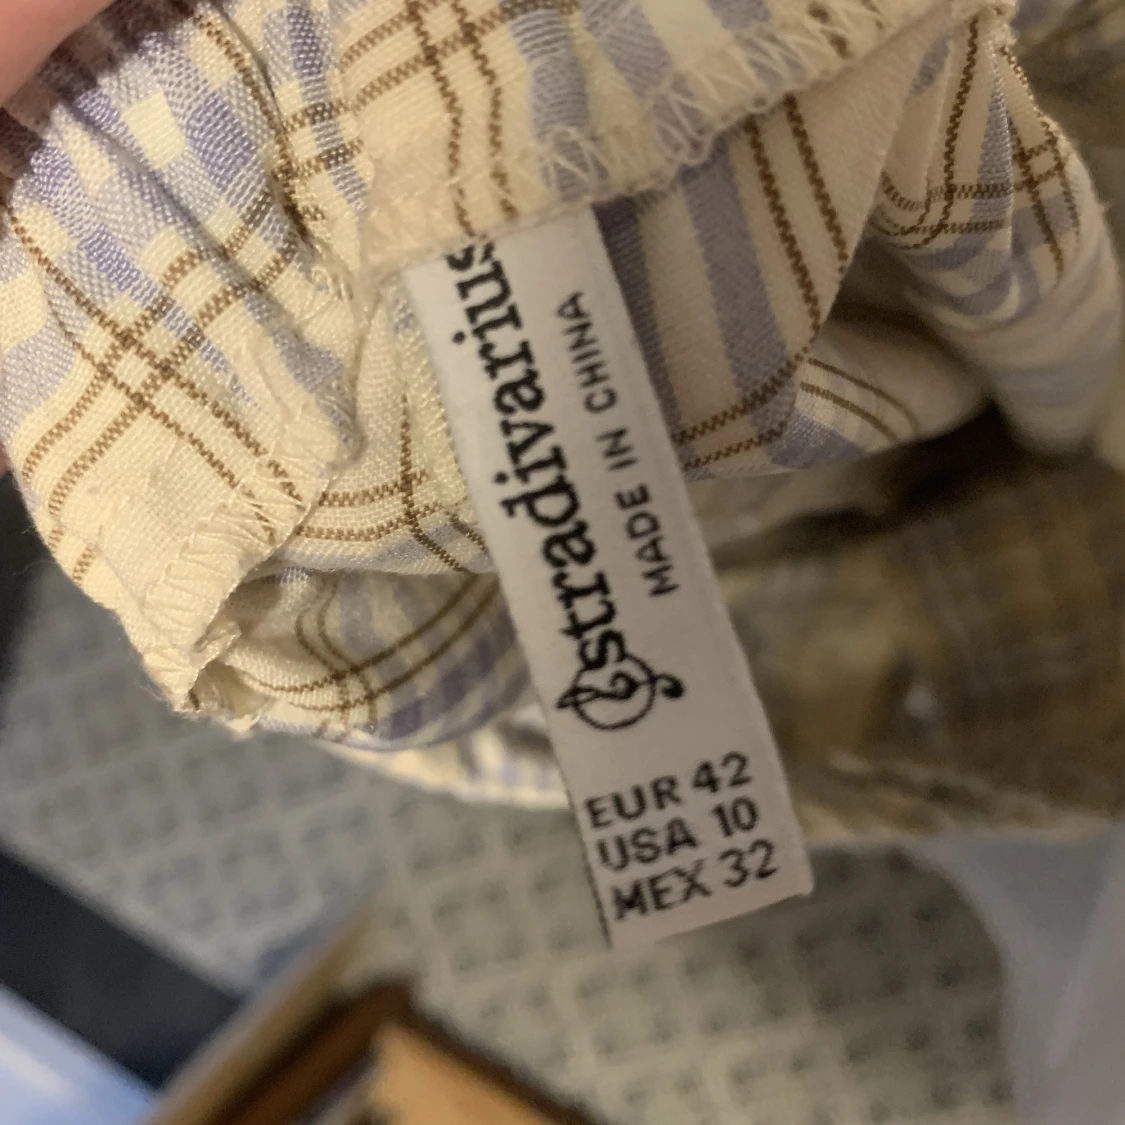 stradivarius
MADE IN CHINA
EUR 42
USA 10
MEX 32